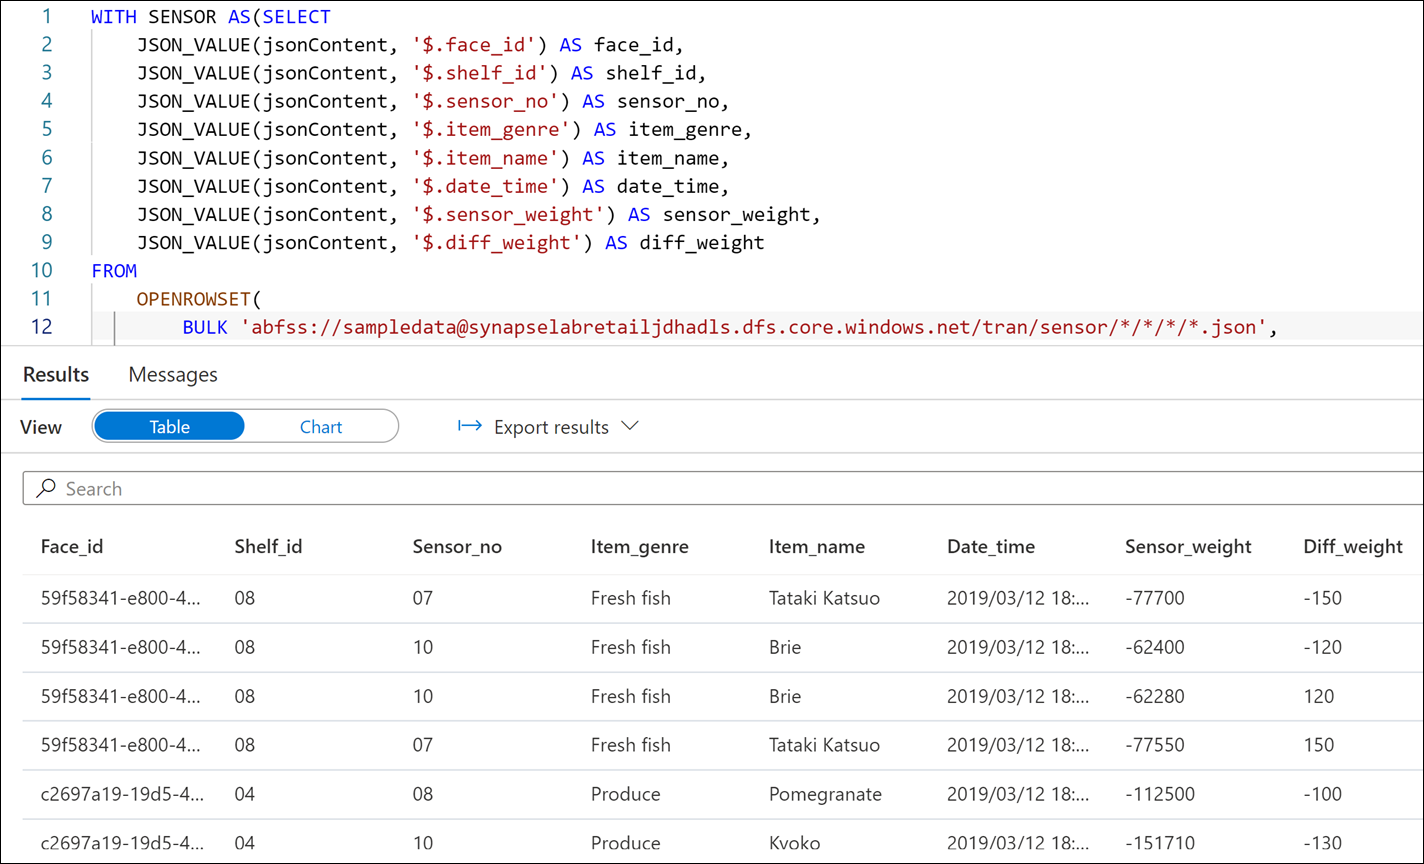 1 WITH SENSOR AS(SELECT
2 JSON_VALUE(jsonContent, '$.face_id') AS face_id,
3 JSON_VALUE(jsonContent, '$.shelf_id') AS shelf_id,
4 JSON_VALUE(jsonContent, '$.sensor_no') AS sensor_no,
5 JSON_VALUE(jsonContent, '$.item_genre') AS item_genre,
6 JSON_VALUE(jsonContent, '$.item_name') AS item_name,
7 JSON_VALUE(jsonContent, '$.date_time') AS date_time,
8 JSON_VALUE(jsonContent, '$.sensor_weight') AS sensor_weight,
9 JSON_VALUE(jsonContent, '$.diff_weight') AS diff_weight
10 FROM
11 OPENROWSET(
12 BULK 'abfss://sampledata@synapselabretailjdhadls.dfs.core.windows.net/tran/sensor/*/*/*/*.json',
Results Messages
View Table Chart Export results
Search
Face_id Shelf_id Sensor_no Item_genre Item_name Date_time Sensor_weight Diff_weight
59f58341-e800-4... 08 07 Fresh fish Tataki Katsuo 2019/03/12 18:... -77700 -150
59f58341-e800-4... 08 10 Fresh fish Brie 2019/03/12 18:... -62400 -120
59f58341-e800-4... 08 10 Fresh fish Brie 2019/03/12 18:... -62280 120
59f58341-e800-4... 08 07 Fresh fish Tataki Katsuo 2019/03/12 18:... -77550 150
c2697a19-19d5-4... 04 08 Produce Pomegranate 2019/03/12 18:... -112500 -100
c2697a19-19d5-4... 04 10 Produce Kvoko 2019/03/12 18:... -151710 -130